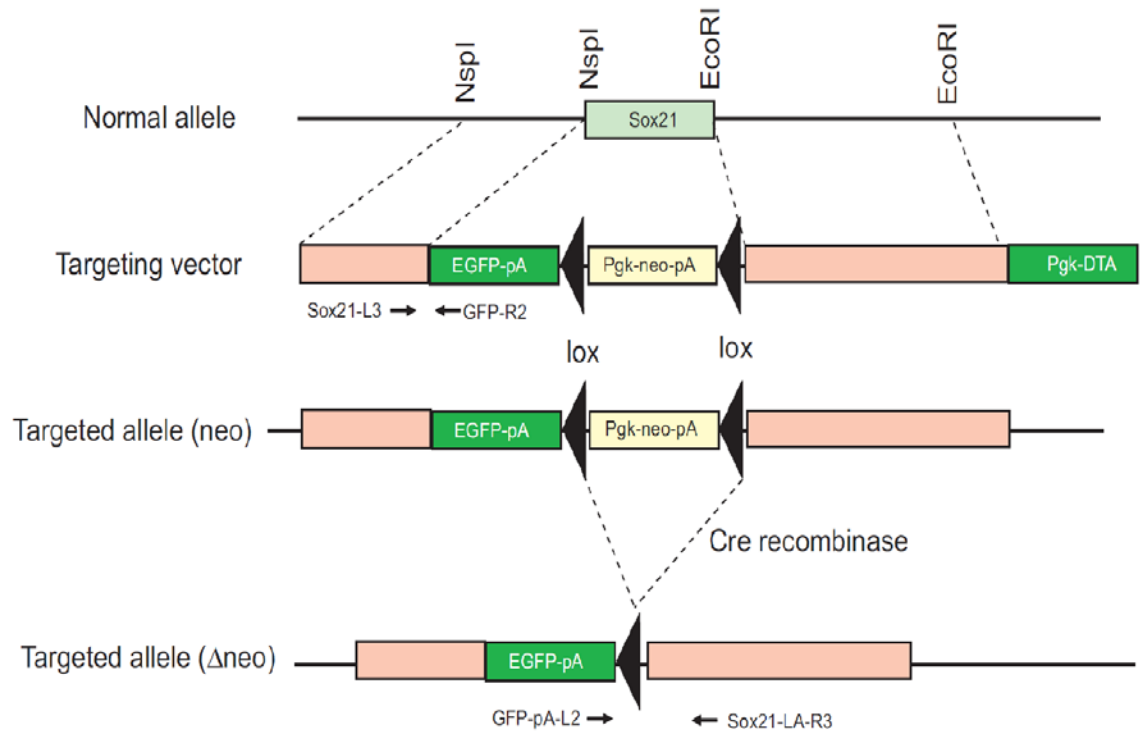 NspI
NspI
EcoRI
EcoRI
Normal allele
Sox21
Targeting vector
EGFP-pA
Pgk-neo-pA
Pgk-DTA
Sox21-L3
GFP-R2
lox
lox
Targeted allele (neo)
EGFP-pA
Pgk-neo-pA
Cre recombinase
Targeted allele (Δneo)
EGFP-pA
GFP-pA-L2
Sox21-LA-R3